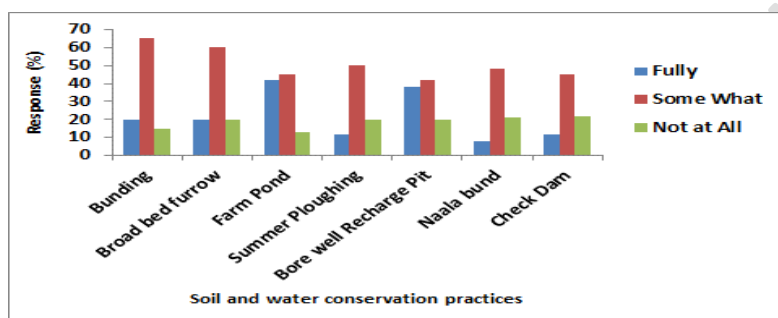 70
60
50
40
30
20
10
0
Response (%)
Bunding
Broad bed furrow
Farm Pond
Summer Ploughing
Bore well Recharge Pit
Naala bund
Check Dam
Soil and water conservation practices
Fully
Some What
Not at All